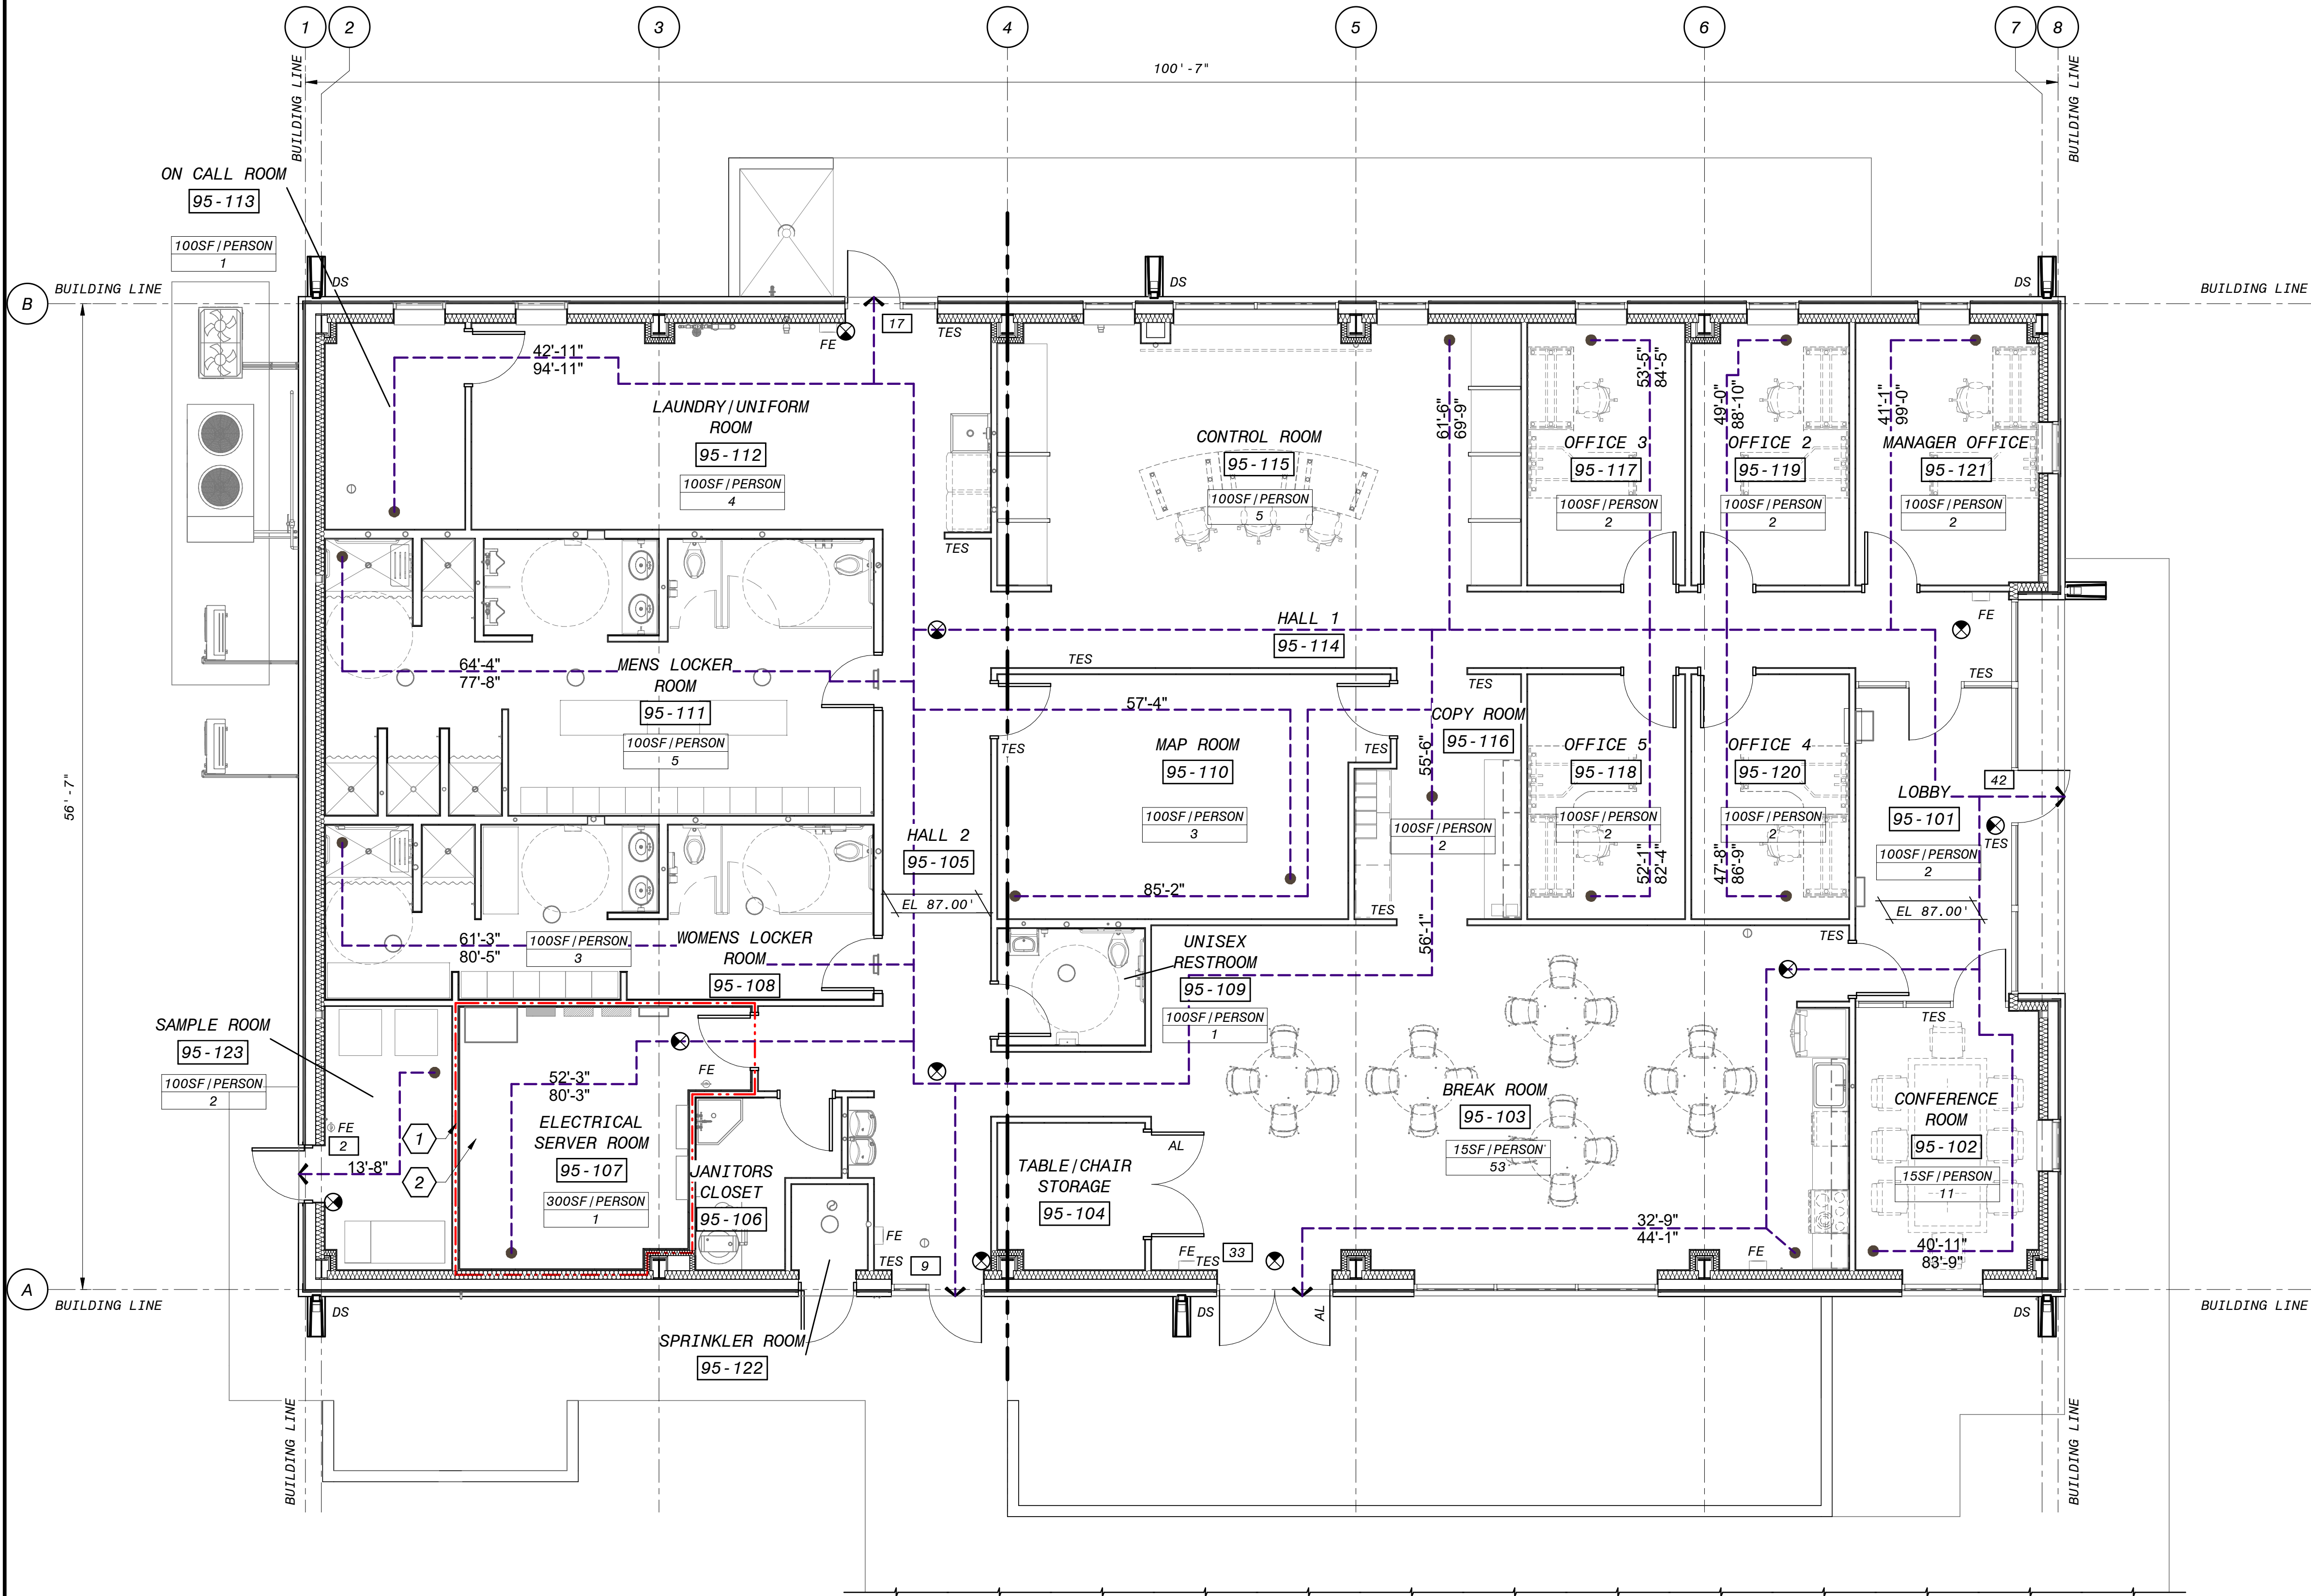 1
2
3
4
5
6
7
8
100'-7"
BUILDING LINE
BUILDING LINE
ON CALL ROOM
95-113
100SF/PERSON
1
DS
DS
DS
BUILDING LINE
B
BUILDING LINE
17
TES
FE
42'-11"
94'-11"
LAUNDRY/UNIFORM
ROOM
95-112
100SF/PERSON
4
TES
CONTROL ROOM
95-115
100SF/PERSON
5
61'-6"
69'-9"
53'-5"
84'-5"
OFFICE 3
95-117
100SF/PERSON
2
49'-0"
88'-10"
OFFICE 2
95-119
100SF/PERSON
2
41'-1"
99'-0"
MANAGER OFFICE
95-121
100SF/PERSON
2
FE
HALL 1
95-114
TES
TES
TES
64'-4"
77'-8"
MENS LOCKER
ROOM
95-111
100SF/PERSON
5
57'-4"
TES
MAP ROOM
95-110
100SF/PERSON
3
TES
55'-6"
COPY ROOM
95-116
100SF/PERSON
2
OFFICE 5
95-118
100SF/PERSON
2
52'-1"
82'-4"
OFFICE 4
95-120
100SF/PERSON
2
47'-8"
86'-9"
42
LOBBY
95-101
TES
100SF/PERSON
2
EL 87.00'
56'-7"
HALL 2
95-105
EL 87.00'
85'-2"
TES
56'-1"
TES
61'-3"
80'-5"
100SF/PERSON
3
WOMENS LOCKER
ROOM
95-108
UNISEX
RESTROOM
95-109
100SF/PERSON
1
TES
SAMPLE ROOM
95-123
100SF/PERSON
2
FE
2
13'-8"
1
2
52'-3"
80'-3"
FE
ELECTRICAL
SERVER ROOM
95-107
300SF/PERSON
1
JANITORS
CLOSET
95-106
FE
TES
9
TABLE/CHAIR
STORAGE
95-104
AL
FE
TES
33
BREAK ROOM
95-103
15SF/PERSON
53
32'-9"
44'-1"
FE
CONFERENCE
ROOM
95-102
15SF/PERSON
11
40'-11"
83'-9"
A
BUILDING LINE
BUILDING LINE
DS
DS
AL
DS
SPRINKLER ROOM
95-122
BUILDING LINE
BUILDING LINE